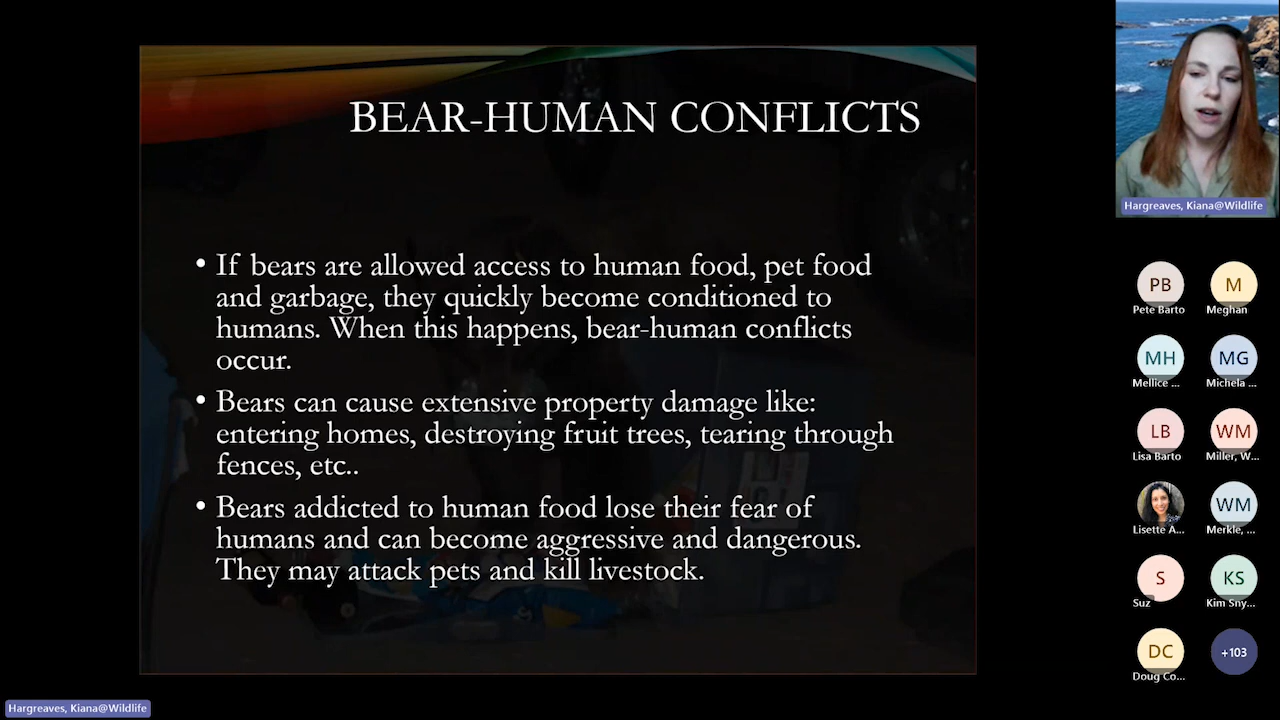 BEAR-HUMAN CONFLICTS
• If bears are allowed access to human food, pet food
and garbage, they quickly become conditioned to
humans. When this happens, bear-human conflicts
occur.
• Bears can cause extensive property damage like:
entering homes, destroying fruit trees, tearing through
fences, etc..
• Bears addicted to human food lose their fear of
humans and can become aggressive and dangerous.
They may attack pets and kill livestock.
Hargreaves, Kiana@Wildlife
PB
Pete Barto
M
Meghan
MH
Mellice ...
MG
Michela ...
LB
Lisa Barto
WM
Miller, W...
Lisette A...
WM
Merkle, ...
S
Suz
KS
Kim Sny...
DC
Doug Co...
+103
Hargreaves, Kiana@Wildlife